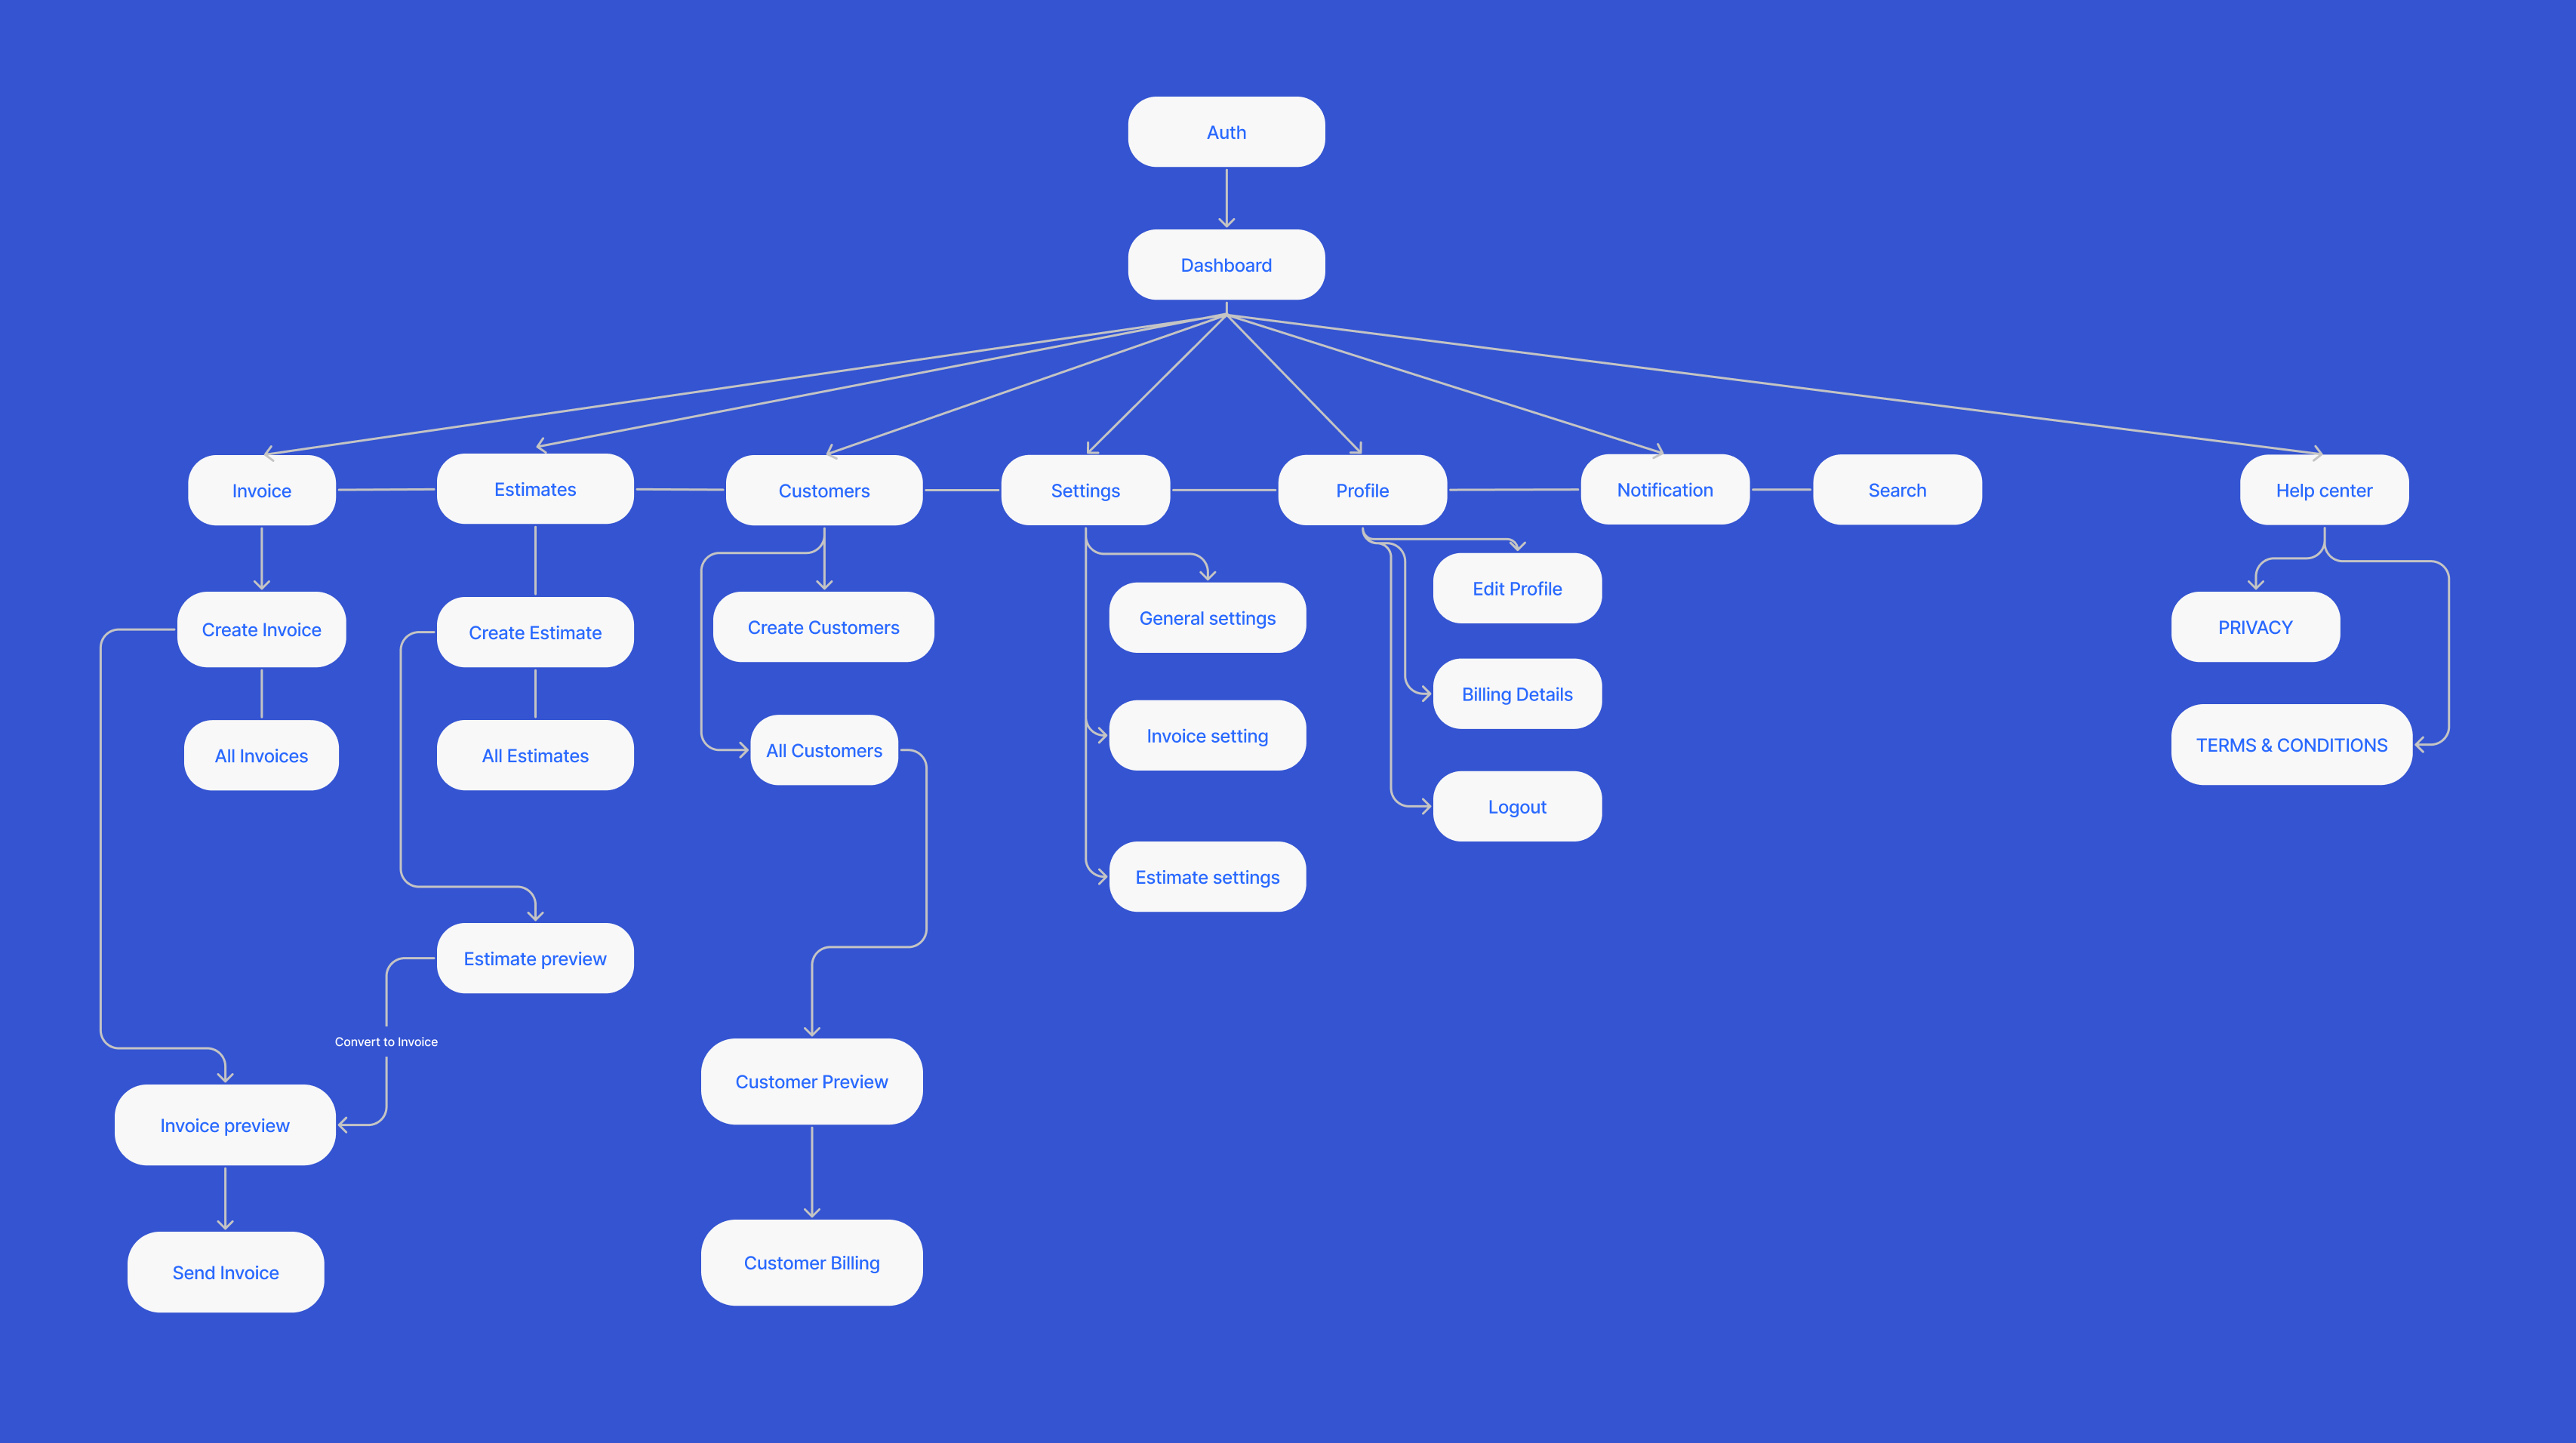 Auth
Dashboard
Invoice
Estimates
Customers
Settings
Profile
Notification
Search
Help center
Create Invoice
Create Estimate
Create Customers
General settings
Edit Profile
PRIVACY
All Invoices
All Estimates
All Customers
Invoice setting
Billing Details
TERMS & CONDITIONS
Logout
Estimate settings
Estimate preview
Convert to Invoice
Customer Preview
Invoice preview
Customer Billing
Send Invoice